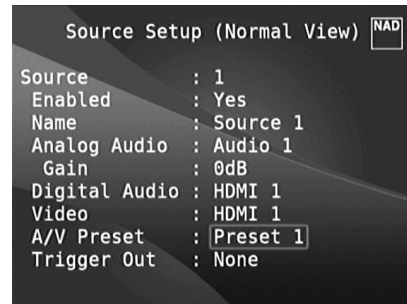 Source Setup (Normal View) NAD
Source : 1
Enabled : Yes
Name : Source 1
Analog Audio : Audio 1
Gain : 0dB
Digital Audio : HDMI 1
Video : HDMI 1
A/V Preset : Preset 1
Trigger Out : None